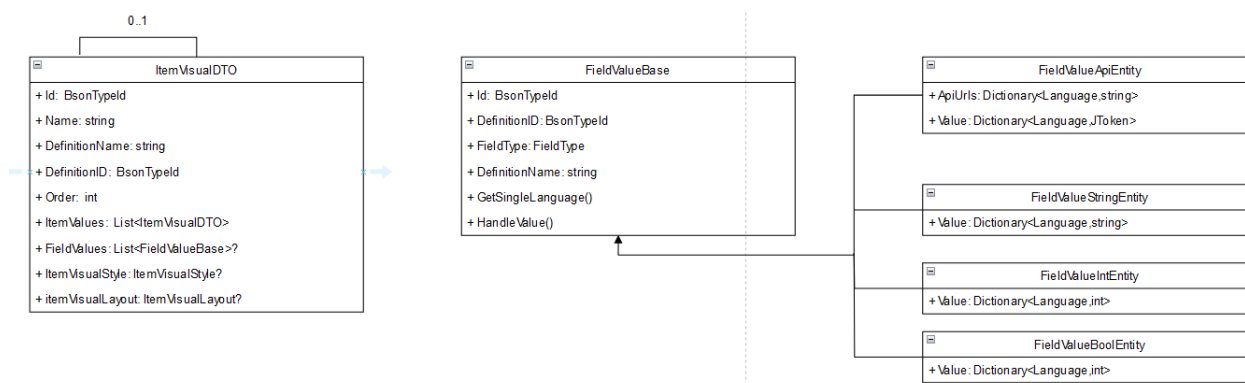 0..1
ItemVisualDTO
+ Id: BsonTypeId
+ Name: string
+ DefinitionName: string
+ DefinitionID: BsonTypeId
+ Order: int
+ ItemValues: List<ItemVisualDTO>
+ FieldValues: List<FieldValueBase>?
+ ItemVisualStyle: ItemVisualStyle?
+ itemVisualLayout: ItemVisualLayout?
FieldValueBase
+ Id: BsonTypeId
+ DefinitionID: BsonTypeId
+ FieldType: FieldType
+ DefinitionName: string
+ GetSingleLanguage()
+ HandleValue()
FieldValueApiEntity
+ ApiUrls: Dictionary<Language,string>
+ Value: Dictionary<Language,JToken>
FieldValueStringEntity
+ Value: Dictionary<Language,string>
FieldValueIntEntity
+ Value: Dictionary<Language,int>
FieldValueBoolEntity
+ Value: Dictionary<Language,int>